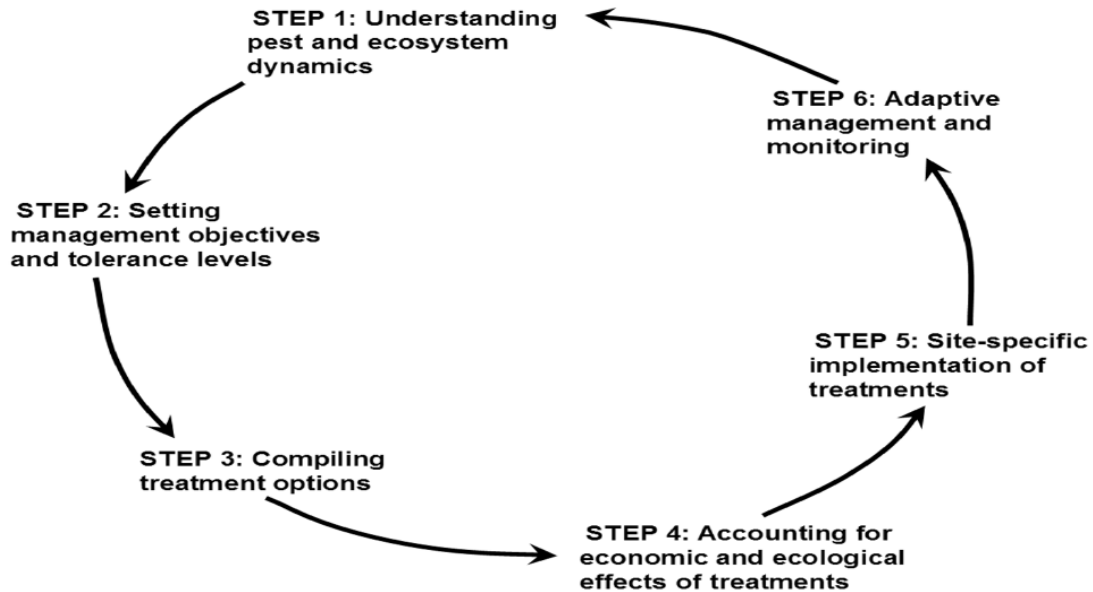 STEP 1: Understanding
pest and ecosystem
dynamics
STEP 2: Setting
management objectives
and tolerance levels
STEP 3: Compiling
treatment options
STEP 4: Accounting for
economic and ecological
effects of treatments
STEP 5: Site-specific
implementation of
treatments
STEP 6: Adaptive
management and
monitoring